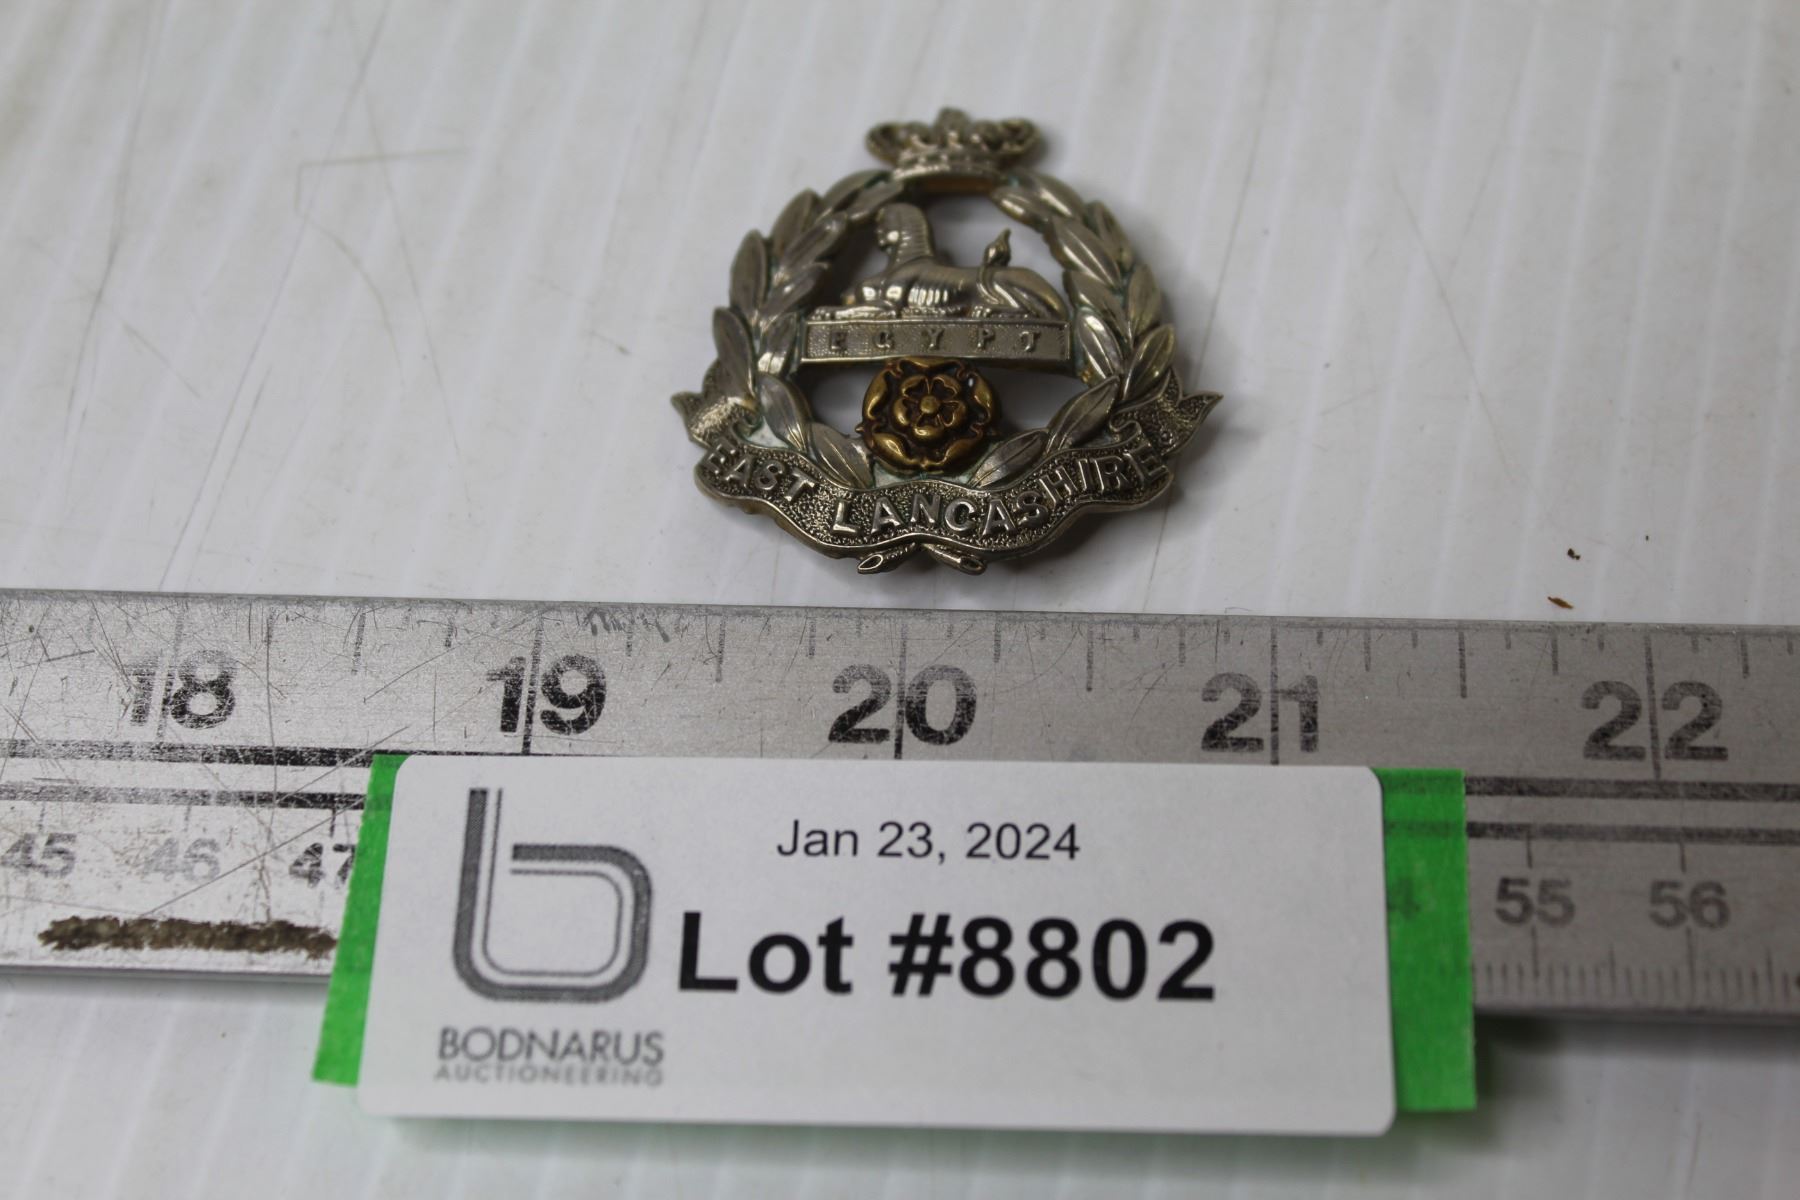 EGYPT
EAST LANCASHIRE
18 19 20 21 22
45 46 47 55 56
Jan 23, 2024
Lot #8802
BODNARUS
AUCTIONEERING